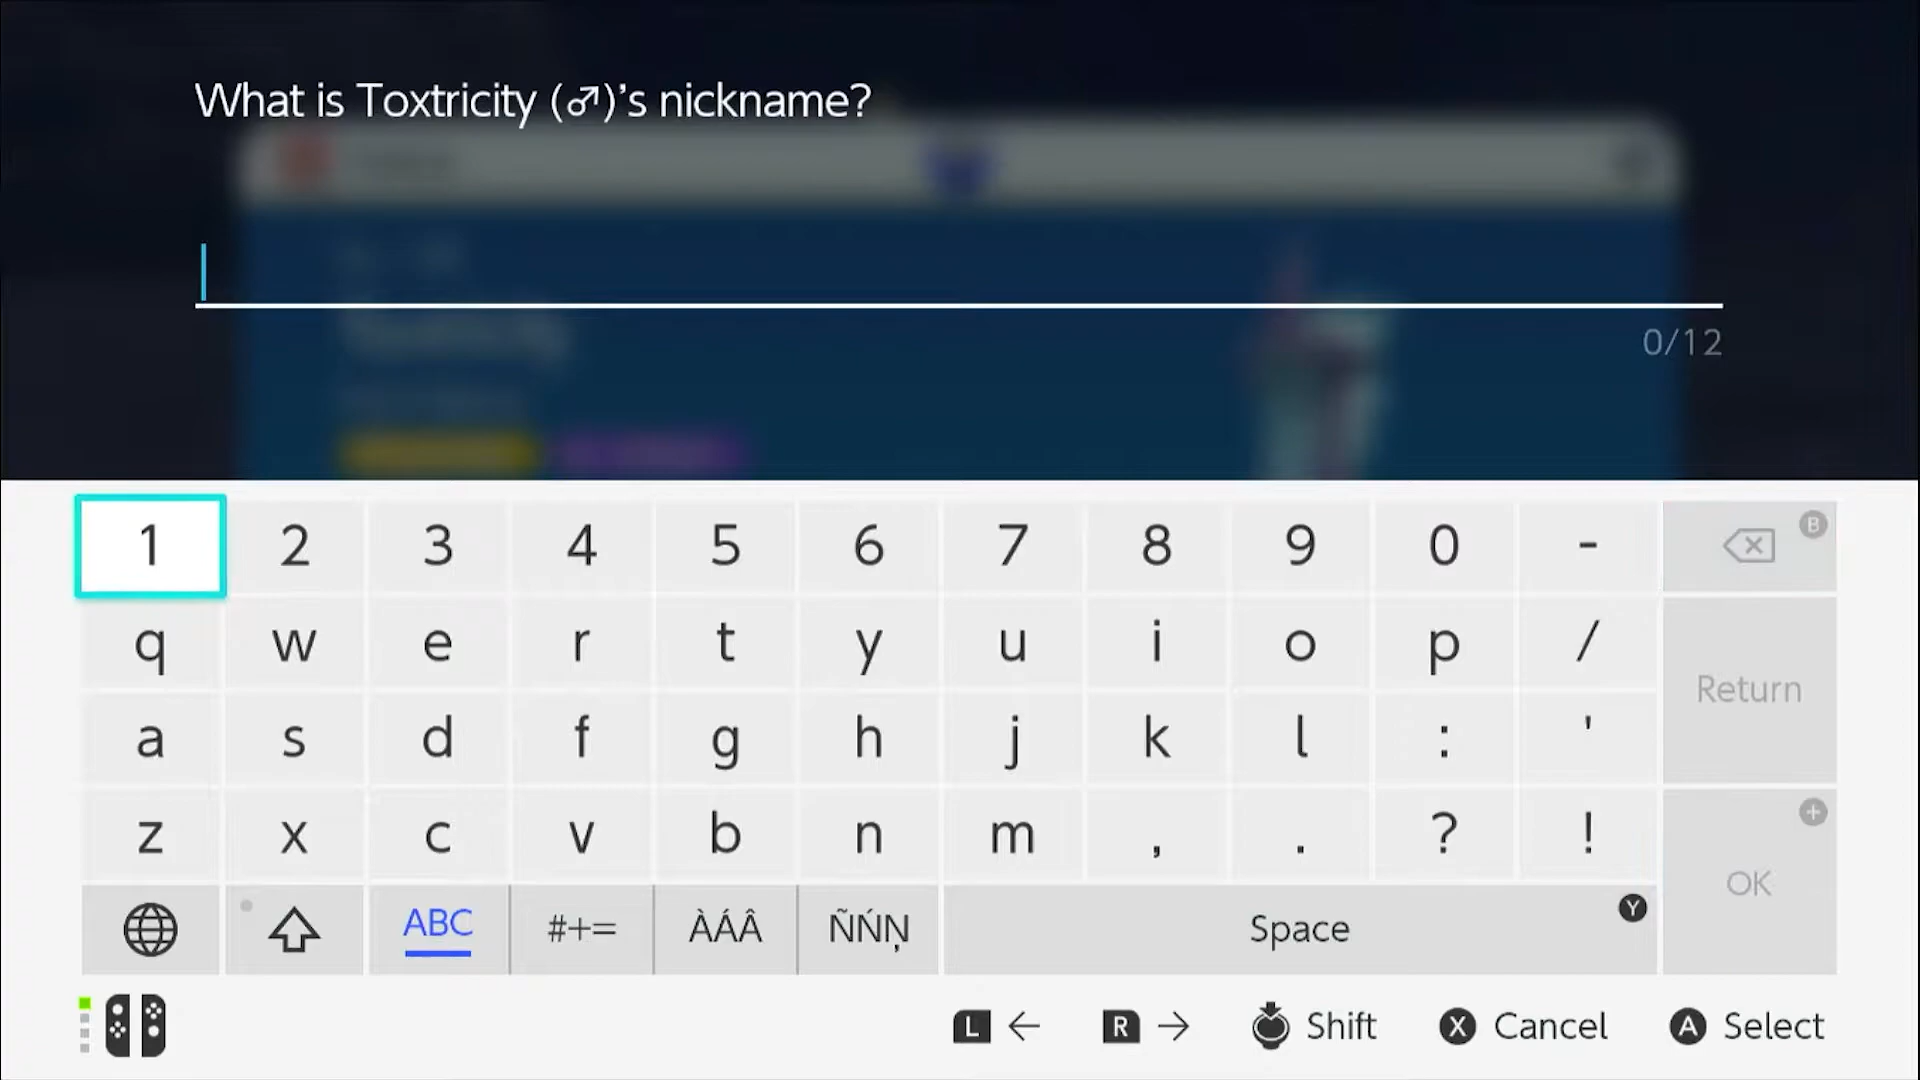 What is Toxtricity (♂)’s nickname?
0/12
1 2 3 4 5 6 7 8 9 0 - B
q w e r t y u i o p /
Return
a s d f g h j k l : '
z x c v b n m , . ? ! +
OK
ABC #+= ÀÁÂ ÑŃŅ Space Y
L ← R → Shift X Cancel A Select